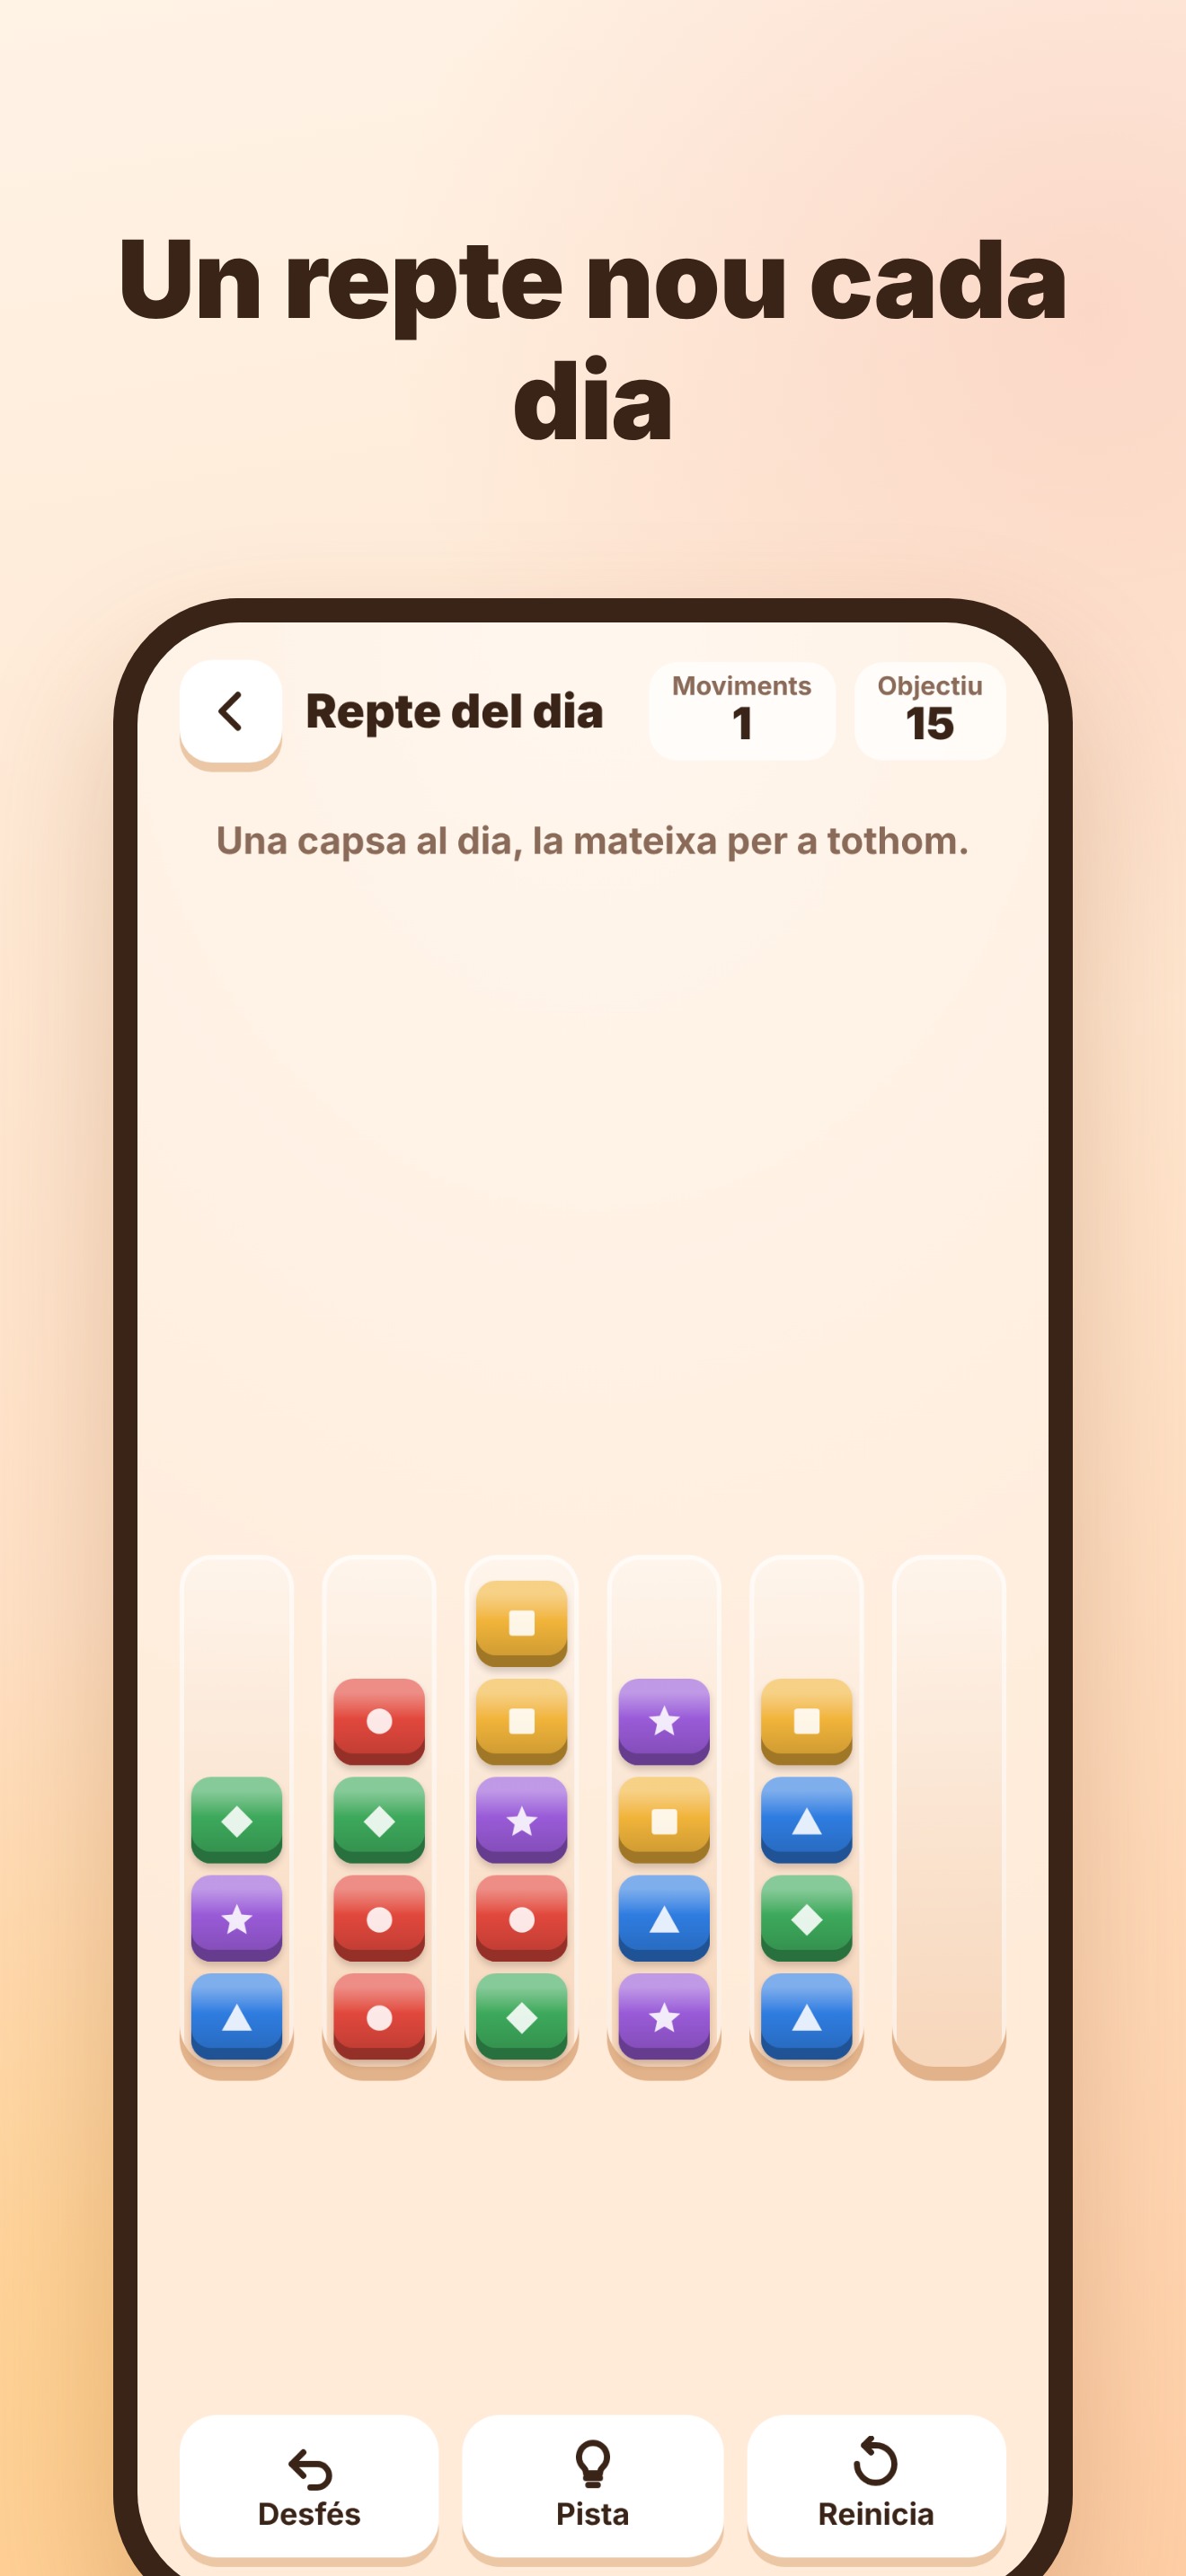 Un repte nou cada
dia
Repte del dia
Moviments
1
Objectiu
15
Una capsa al dia, la mateixa per a tothom.
Desfés
Pista
Reinicia